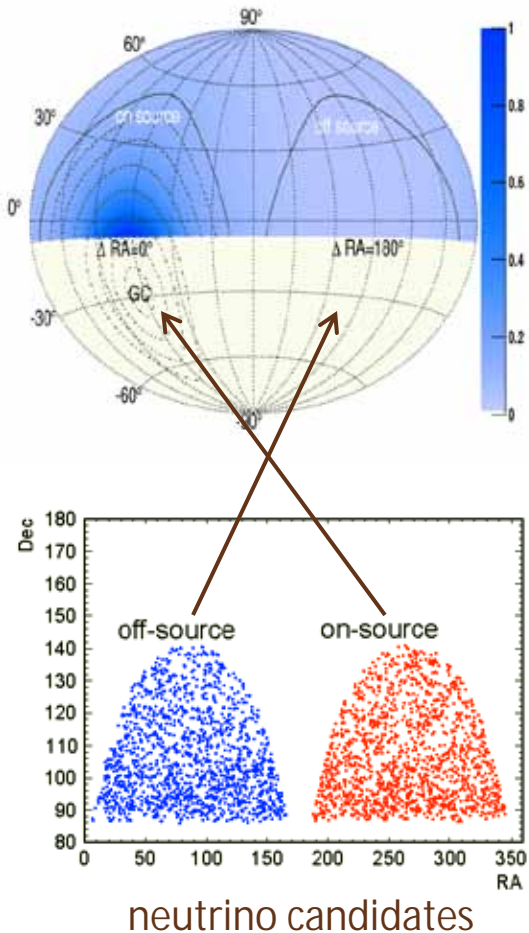 90°
60°
30°
0°
-30°
-60°
-90°
on source
off source
Δ RA=0°
Δ RA=180°
GC
1
0.8
0.6
0.4
0.2
0
Dec
180
170
160
150
140
130
120
110
100
90
80
off-source
on-source
0 50 100 150 200 250 300 350
RA
neutrino candidates